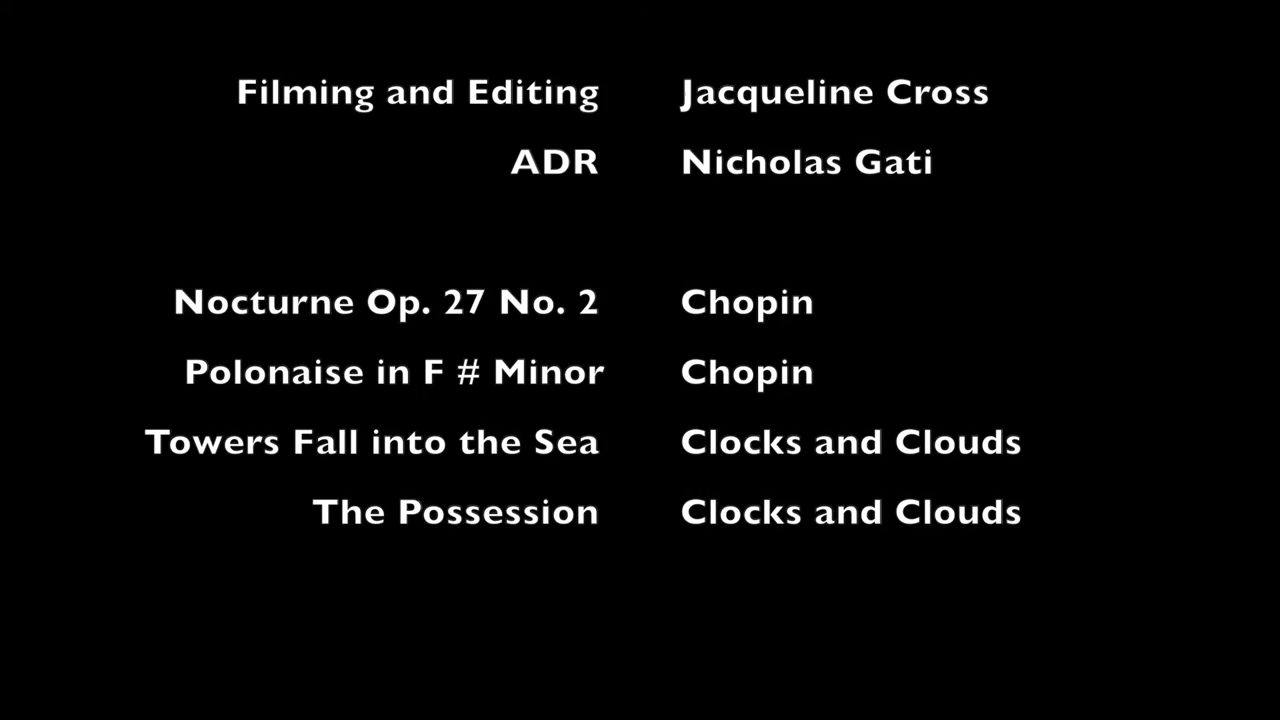 Filming and Editing Jacqueline Cross
ADR Nicholas Gati
Nocturne Op. 27 No. 2 Chopin
Polonaise in F # Minor Chopin
Towers Fall into the Sea Clocks and Clouds
The Possession Clocks and Clouds